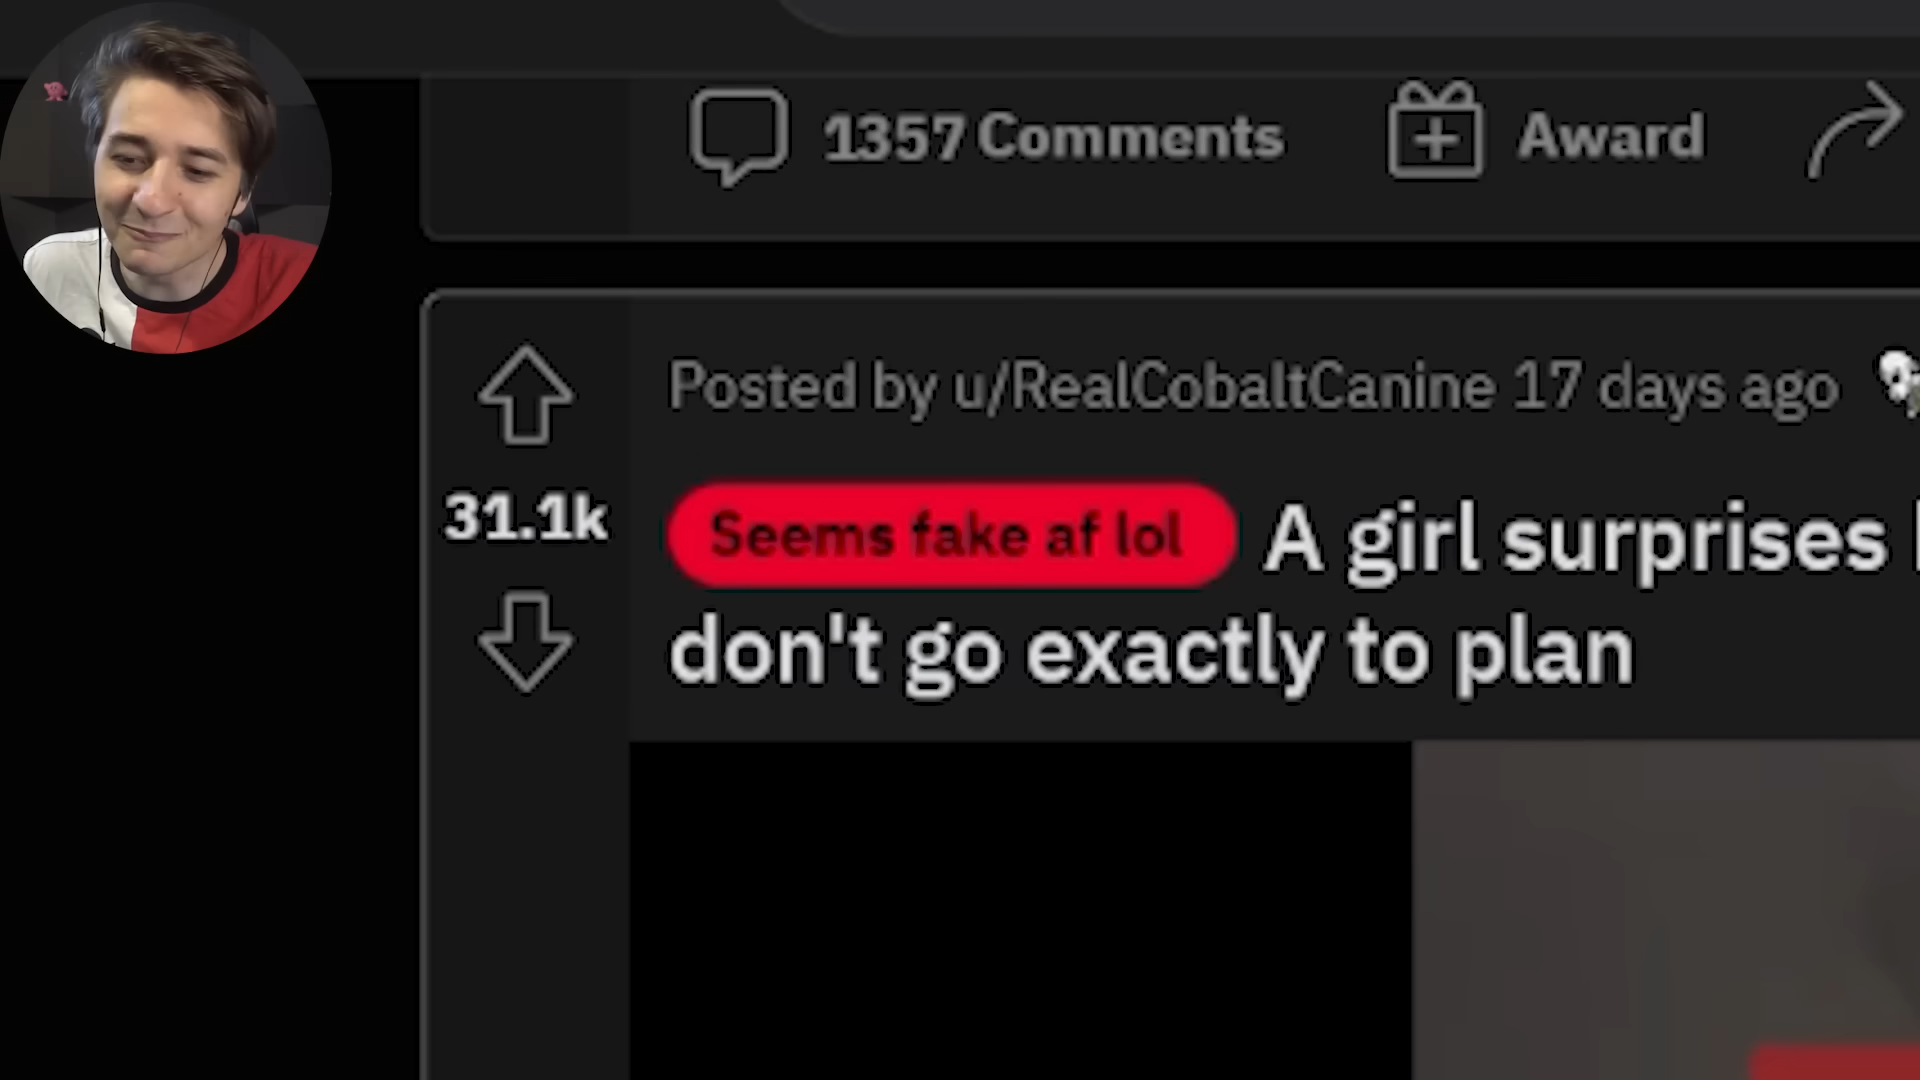 1357 Comments
Award
Posted by u/RealCobaltCanine 17 days ago
31.1k
Seems fake af lol
A girl surprises
don't go exactly to plan